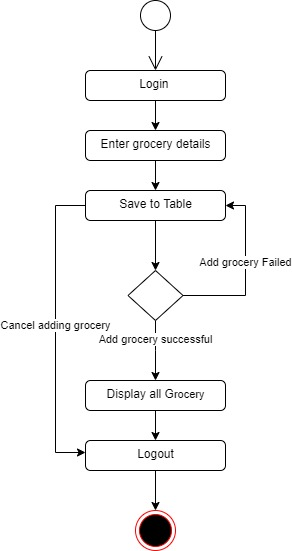 Login
Enter grocery details
Save to Table
Add grocery Failed
Cancel adding grocery
Add grocery successful
Display all Grocery
Logout